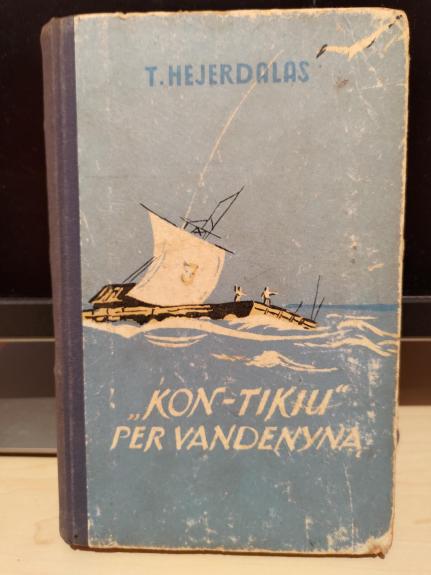 T. HEJERDALAS
„KON-TIKIU“
PER VANDENYNĄ